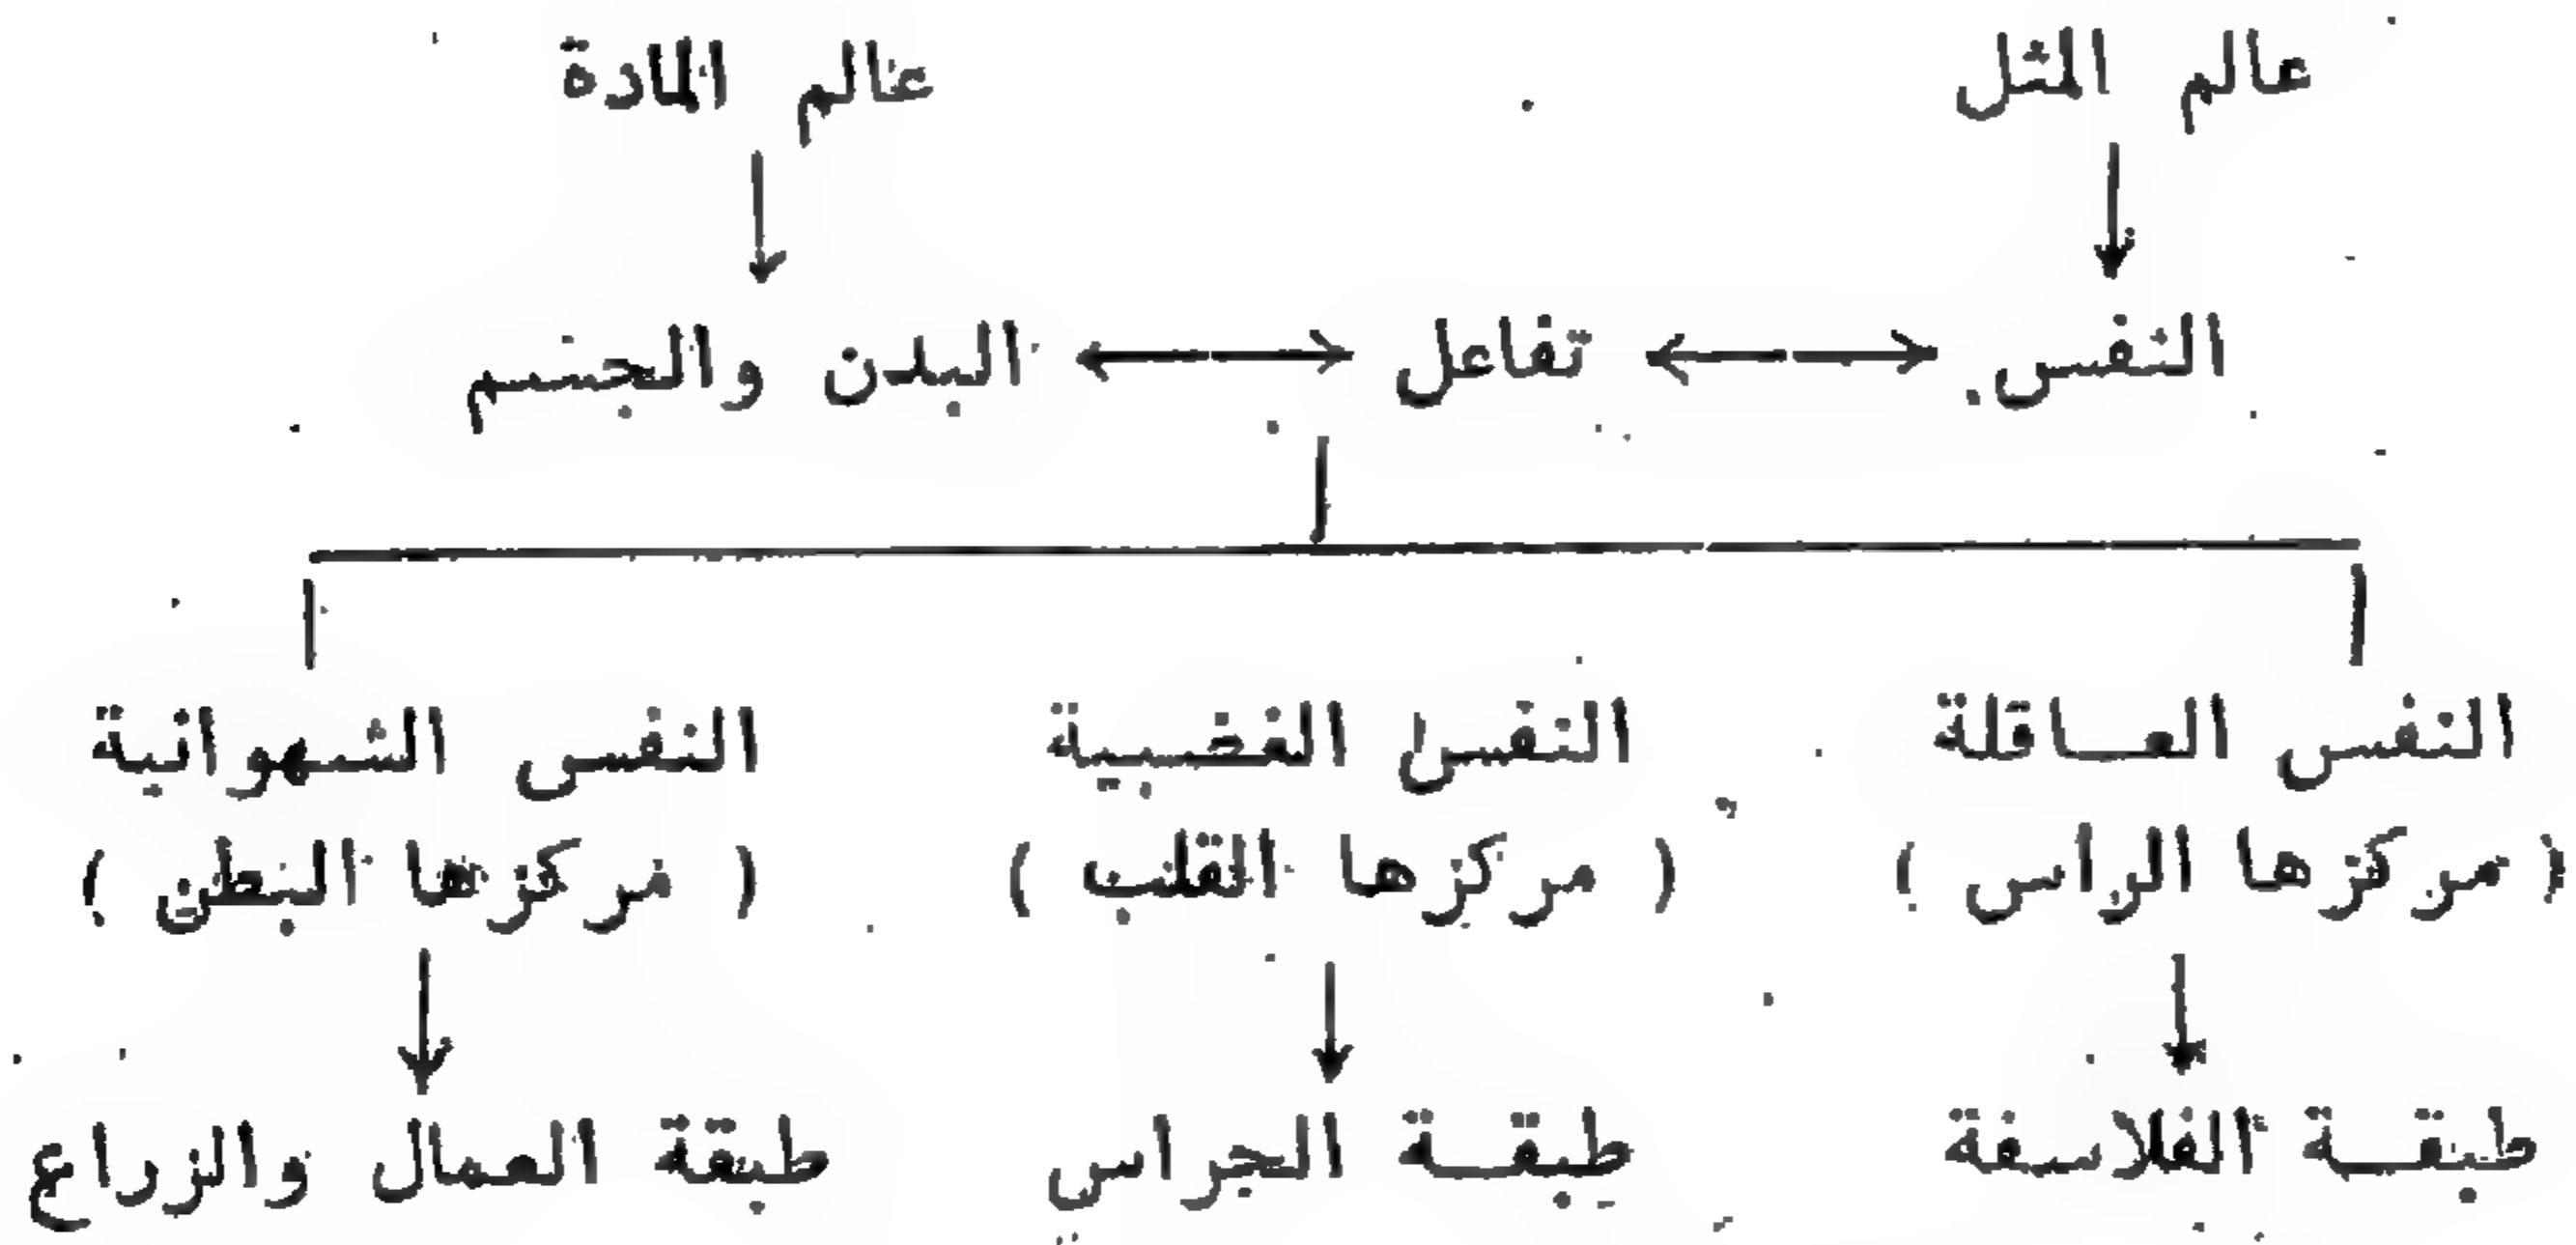 عالم المثل عالم المادة
النفس تفاعل البدن والجسم
النفس العاقلة النفس الغضبية النفس الشهوانية
( مركزها الراس ) ( مركزها القلب ) ( مركزها البطن )
طبقة الفلاسفة طبقة الحراس طبقة العمال والزراع